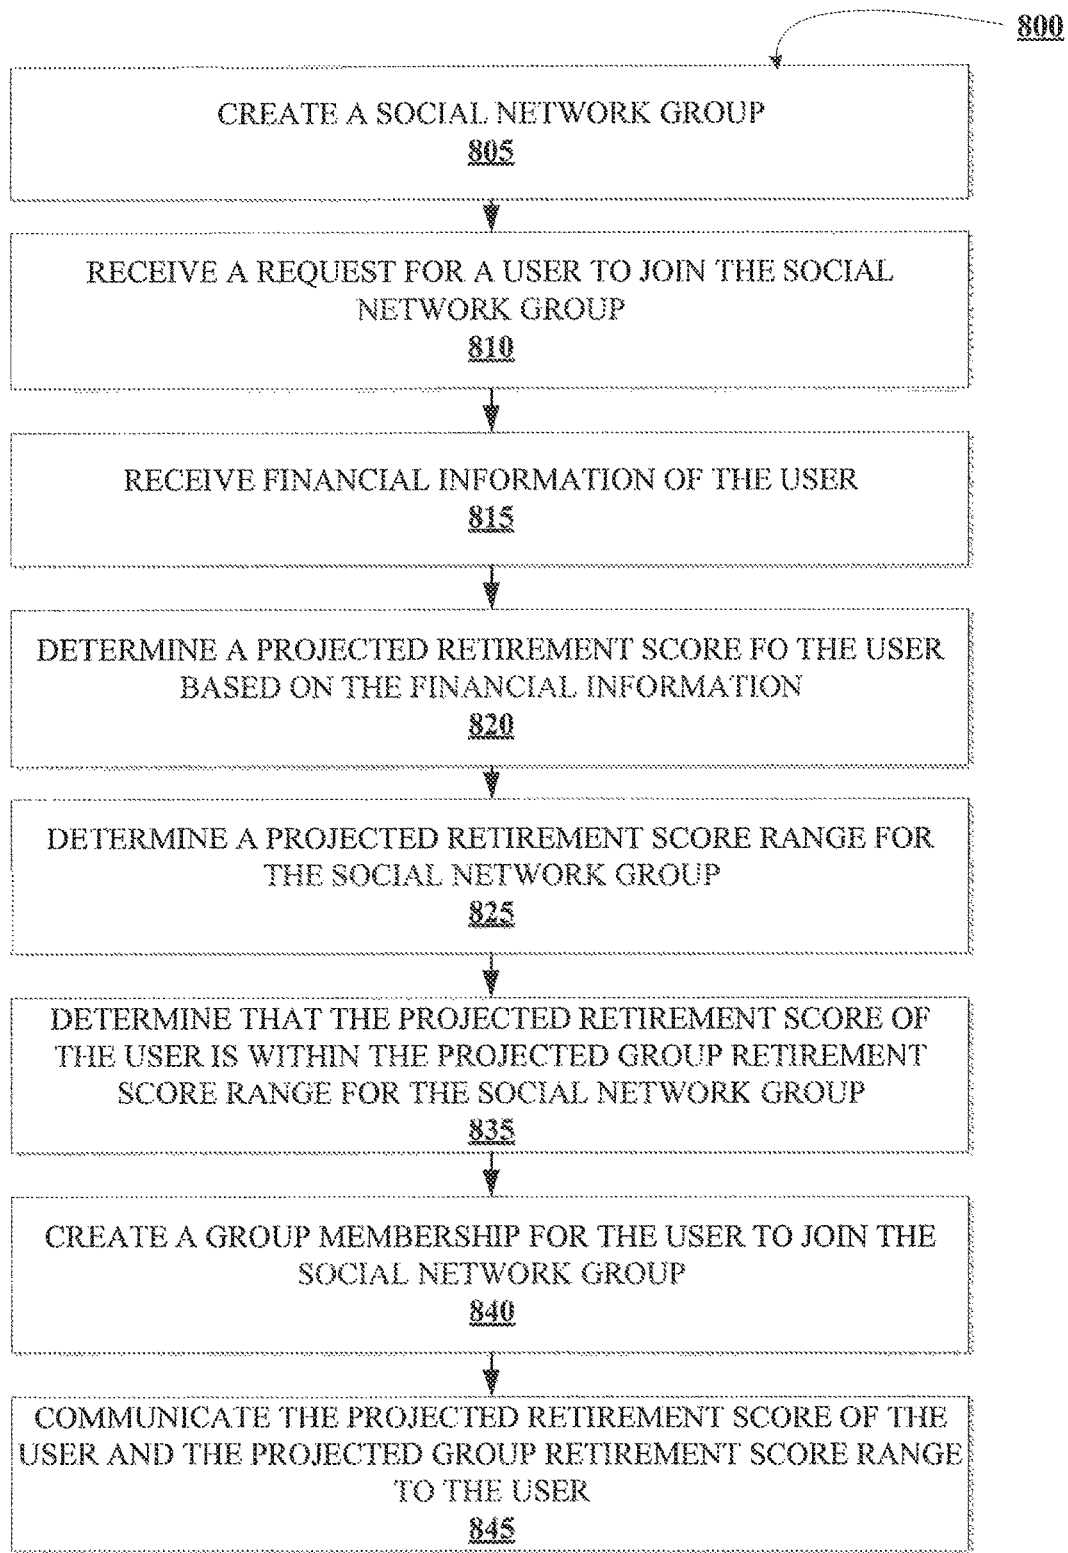 800
CREATE A SOCIAL NETWORK GROUP
805
RECEIVE A REQUEST FOR A USER TO JOIN THE SOCIAL
NETWORK GROUP
810
RECEIVE FINANCIAL INFORMATION OF THE USER
815
DETERMINE A PROJECTED RETIREMENT SCORE FO THE USER
BASED ON THE FINANCIAL INFORMATION
820
DETERMINE A PROJECTED RETIREMENT SCORE RANGE FOR
THE SOCIAL NETWORK GROUP
825
DETERMINE THAT THE PROJECTED RETIREMENT SCORE OF
THE USER IS WITHIN THE PROJECTED GROUP RETIREMENT
SCORE RANGE FOR THE SOCIAL NETWORK GROUP
835
CREATE A GROUP MEMBERSHIP FOR THE USER TO JOIN THE
SOCIAL NETWORK GROUP
840
COMMUNICATE THE PROJECTED RETIREMENT SCORE OF THE
USER AND THE PROJECTED GROUP RETIREMENT SCORE RANGE
TO THE USER
845